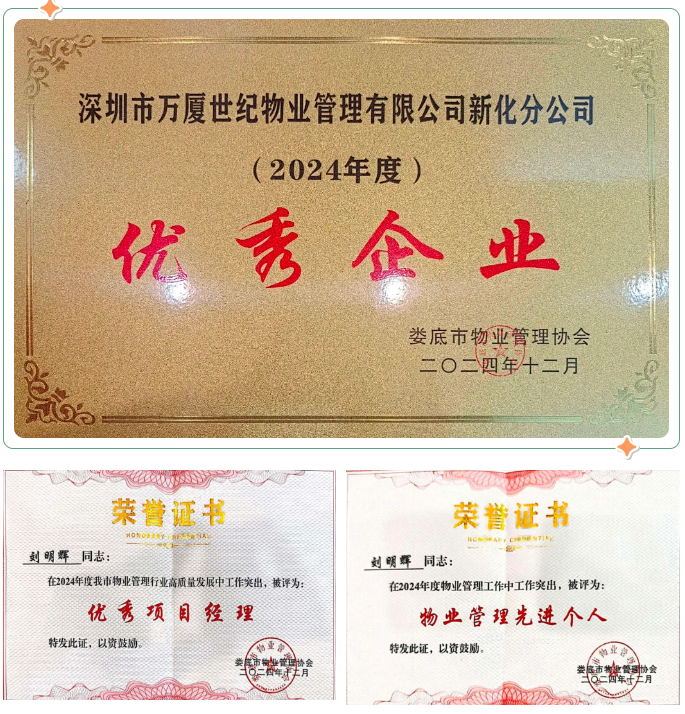 深圳市万厦世纪物业管理有限公司新化分公司
（2024年度）
优秀企业
娄底市物业管理协会
二〇二四年十二月
荣誉证书
HONORARY CREDENTIAL
刘明辉 同志：
在2024年度我市物业管理行业高质量发展中工作突出，被评为：
优秀项目经理
特发此证，以资鼓励。
娄底市物业管理协会
二〇二四年十二月
荣誉证书
HONORARY CREDENTIAL
刘明辉 同志：
在2024年度物业管理工作中工作突出，被评为：
物业管理先进个人
特发此证，以资鼓励。
娄底市物业管理协会
二〇二四年十二月